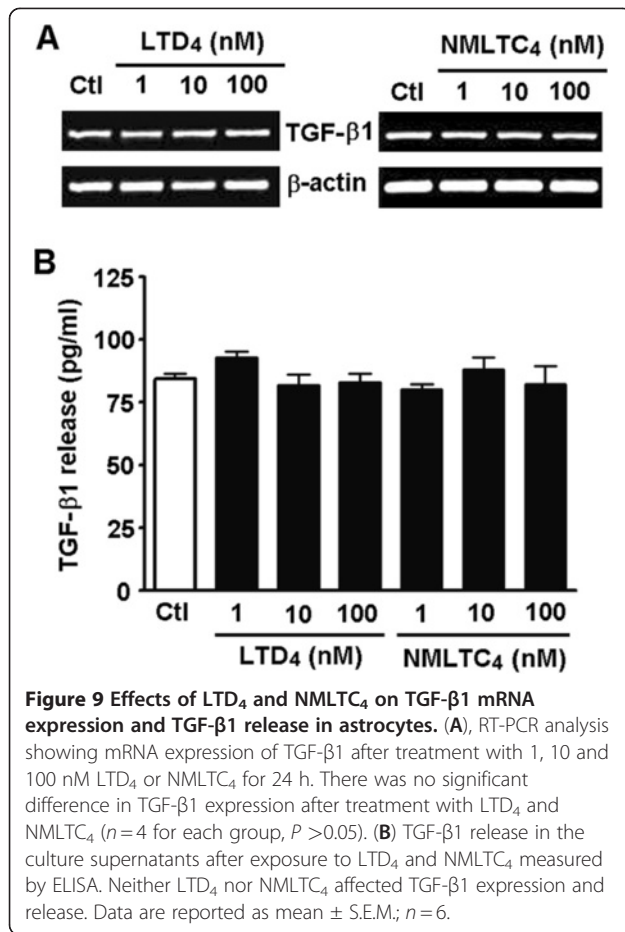 A
LTD4 (nM)
NMLTC4 (nM)
Ctl 1 10 100
Ctl 1 10 100
TGF-β1
β-actin
B
TGF-β1 release (pg/ml)
125
100
75
50
25
0
Ctl 1 10 100 1 10 100
LTD4 (nM) NMLTC4 (nM)
Figure 9 Effects of LTD4 and NMLTC4 on TGF-β1 mRNA
expression and TGF-β1 release in astrocytes. (A), RT-PCR analysis
showing mRNA expression of TGF-β1 after treatment with 1, 10 and
100 nM LTD4 or NMLTC4 for 24 h. There was no significant
difference in TGF-β1 expression after treatment with LTD4 and
NMLTC4 (n = 4 for each group, P >0.05). (B) TGF-β1 release in the
culture supernatants after exposure to LTD4 and NMLTC4 measured
by ELISA. Neither LTD4 nor NMLTC4 affected TGF-β1 expression and
release. Data are reported as mean ± S.E.M.; n = 6.